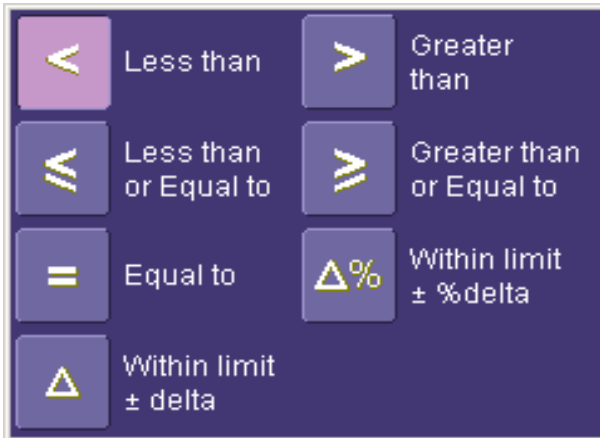 < Less than
> Greater
than
≤ Less than
or Equal to
≥ Greater than
or Equal to
= Equal to
Δ% Within limit
± %delta
Δ Within limit
± delta